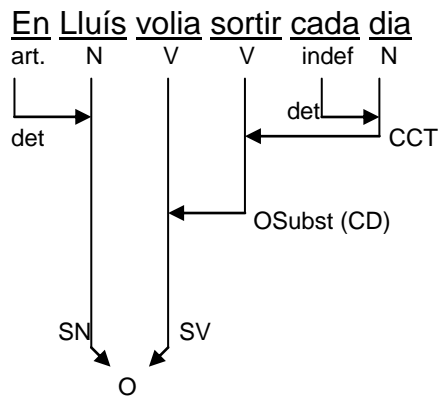 En Lluís volia sortir cada dia
art. N V V indef N
det
det
CCT
OSubst (CD)
SN SV
O